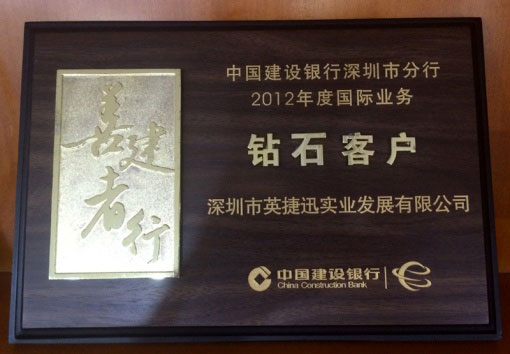 善建者行
中国建设银行深圳市分行
2012年度国际业务
钻石客户
深圳市英捷迅实业发展有限公司
中国建设银行
China Construction Bank